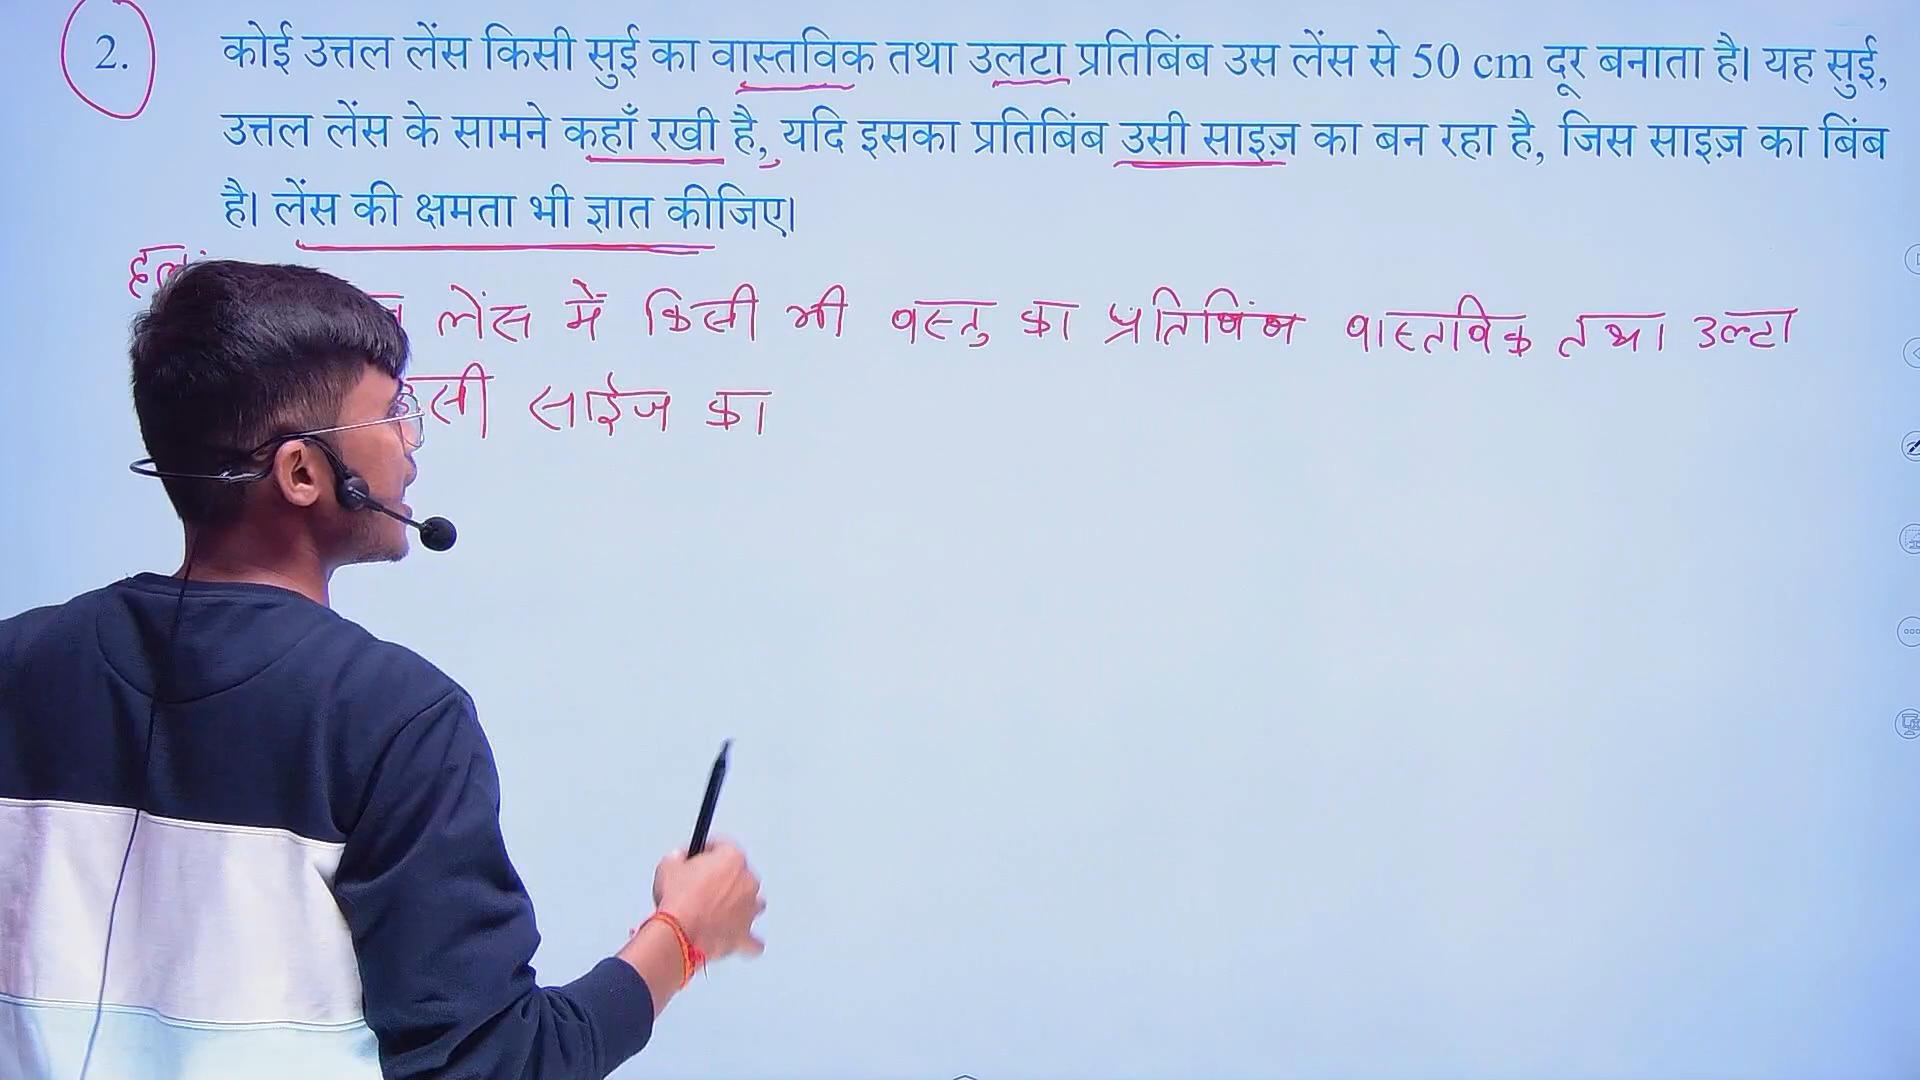 2. कोई उत्तल लेंस किसी सुई का वास्तविक तथा उलटा प्रतिबिंब उस लेंस से 50 cm दूर बनाता है। यह सुई,
उत्तल लेंस के सामने कहाँ रखी है, यदि इसका प्रतिबिंब उसी साइज़ का बन रहा है, जिस साइज़ का बिंब
है। लेंस की क्षमता भी ज्ञात कीजिए।
लेंस में किसी भी वस्तु का प्रतिबिंब वास्तविक तथा उल्टा
साईज का